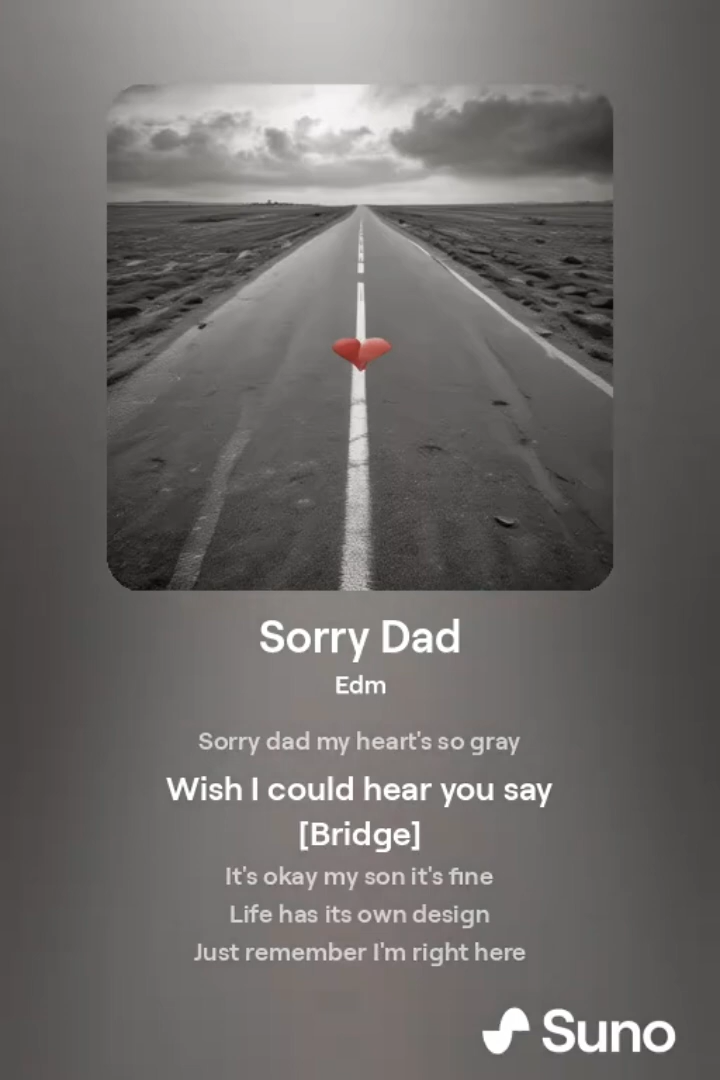 Sorry Dad
Edm
Sorry dad my heart's so gray
Wish I could hear you say
[Bridge]
It's okay my son it's fine
Life has its own design
Just remember I'm right here
Suno